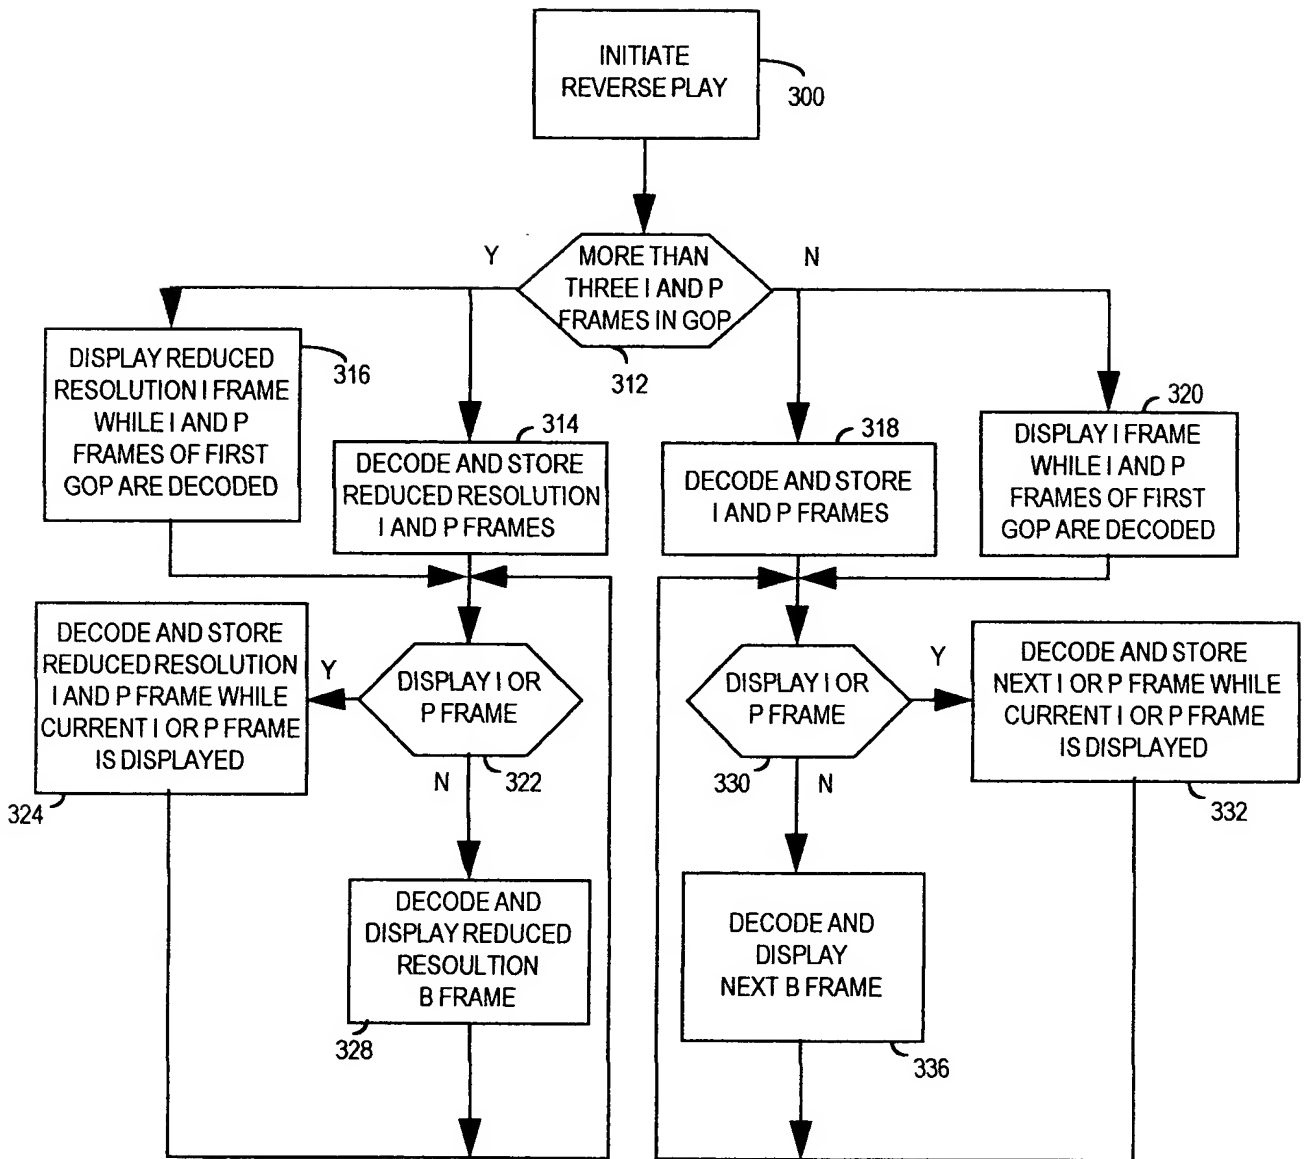 INITIATE
REVERSE PLAY
300
Y
MORE THAN
THREE I AND P
FRAMES IN GOP
N
312
DISPLAY REDUCED
RESOLUTION I FRAME
WHILE I AND P
FRAMES OF FIRST
GOP ARE DECODED
316
314
DECODE AND STORE
REDUCED RESOLUTION
I AND P FRAMES
318
DECODE AND STORE
I AND P FRAMES
320
DISPLAY I FRAME
WHILE I AND P
FRAMES OF FIRST
GOP ARE DECODED
DECODE AND STORE
REDUCED RESOLUTION
I AND P FRAME WHILE
CURRENT I OR P FRAME
IS DISPLAYED
324
Y
DISPLAY I OR
P FRAME
322
N
DISPLAY I OR
P FRAME
330
Y
N
DECODE AND STORE
NEXT I OR P FRAME WHILE
CURRENT I OR P FRAME
IS DISPLAYED
332
DECODE AND
DISPLAY REDUCED
RESOULTION
B FRAME
328
DECODE AND
DISPLAY
NEXT B FRAME
336